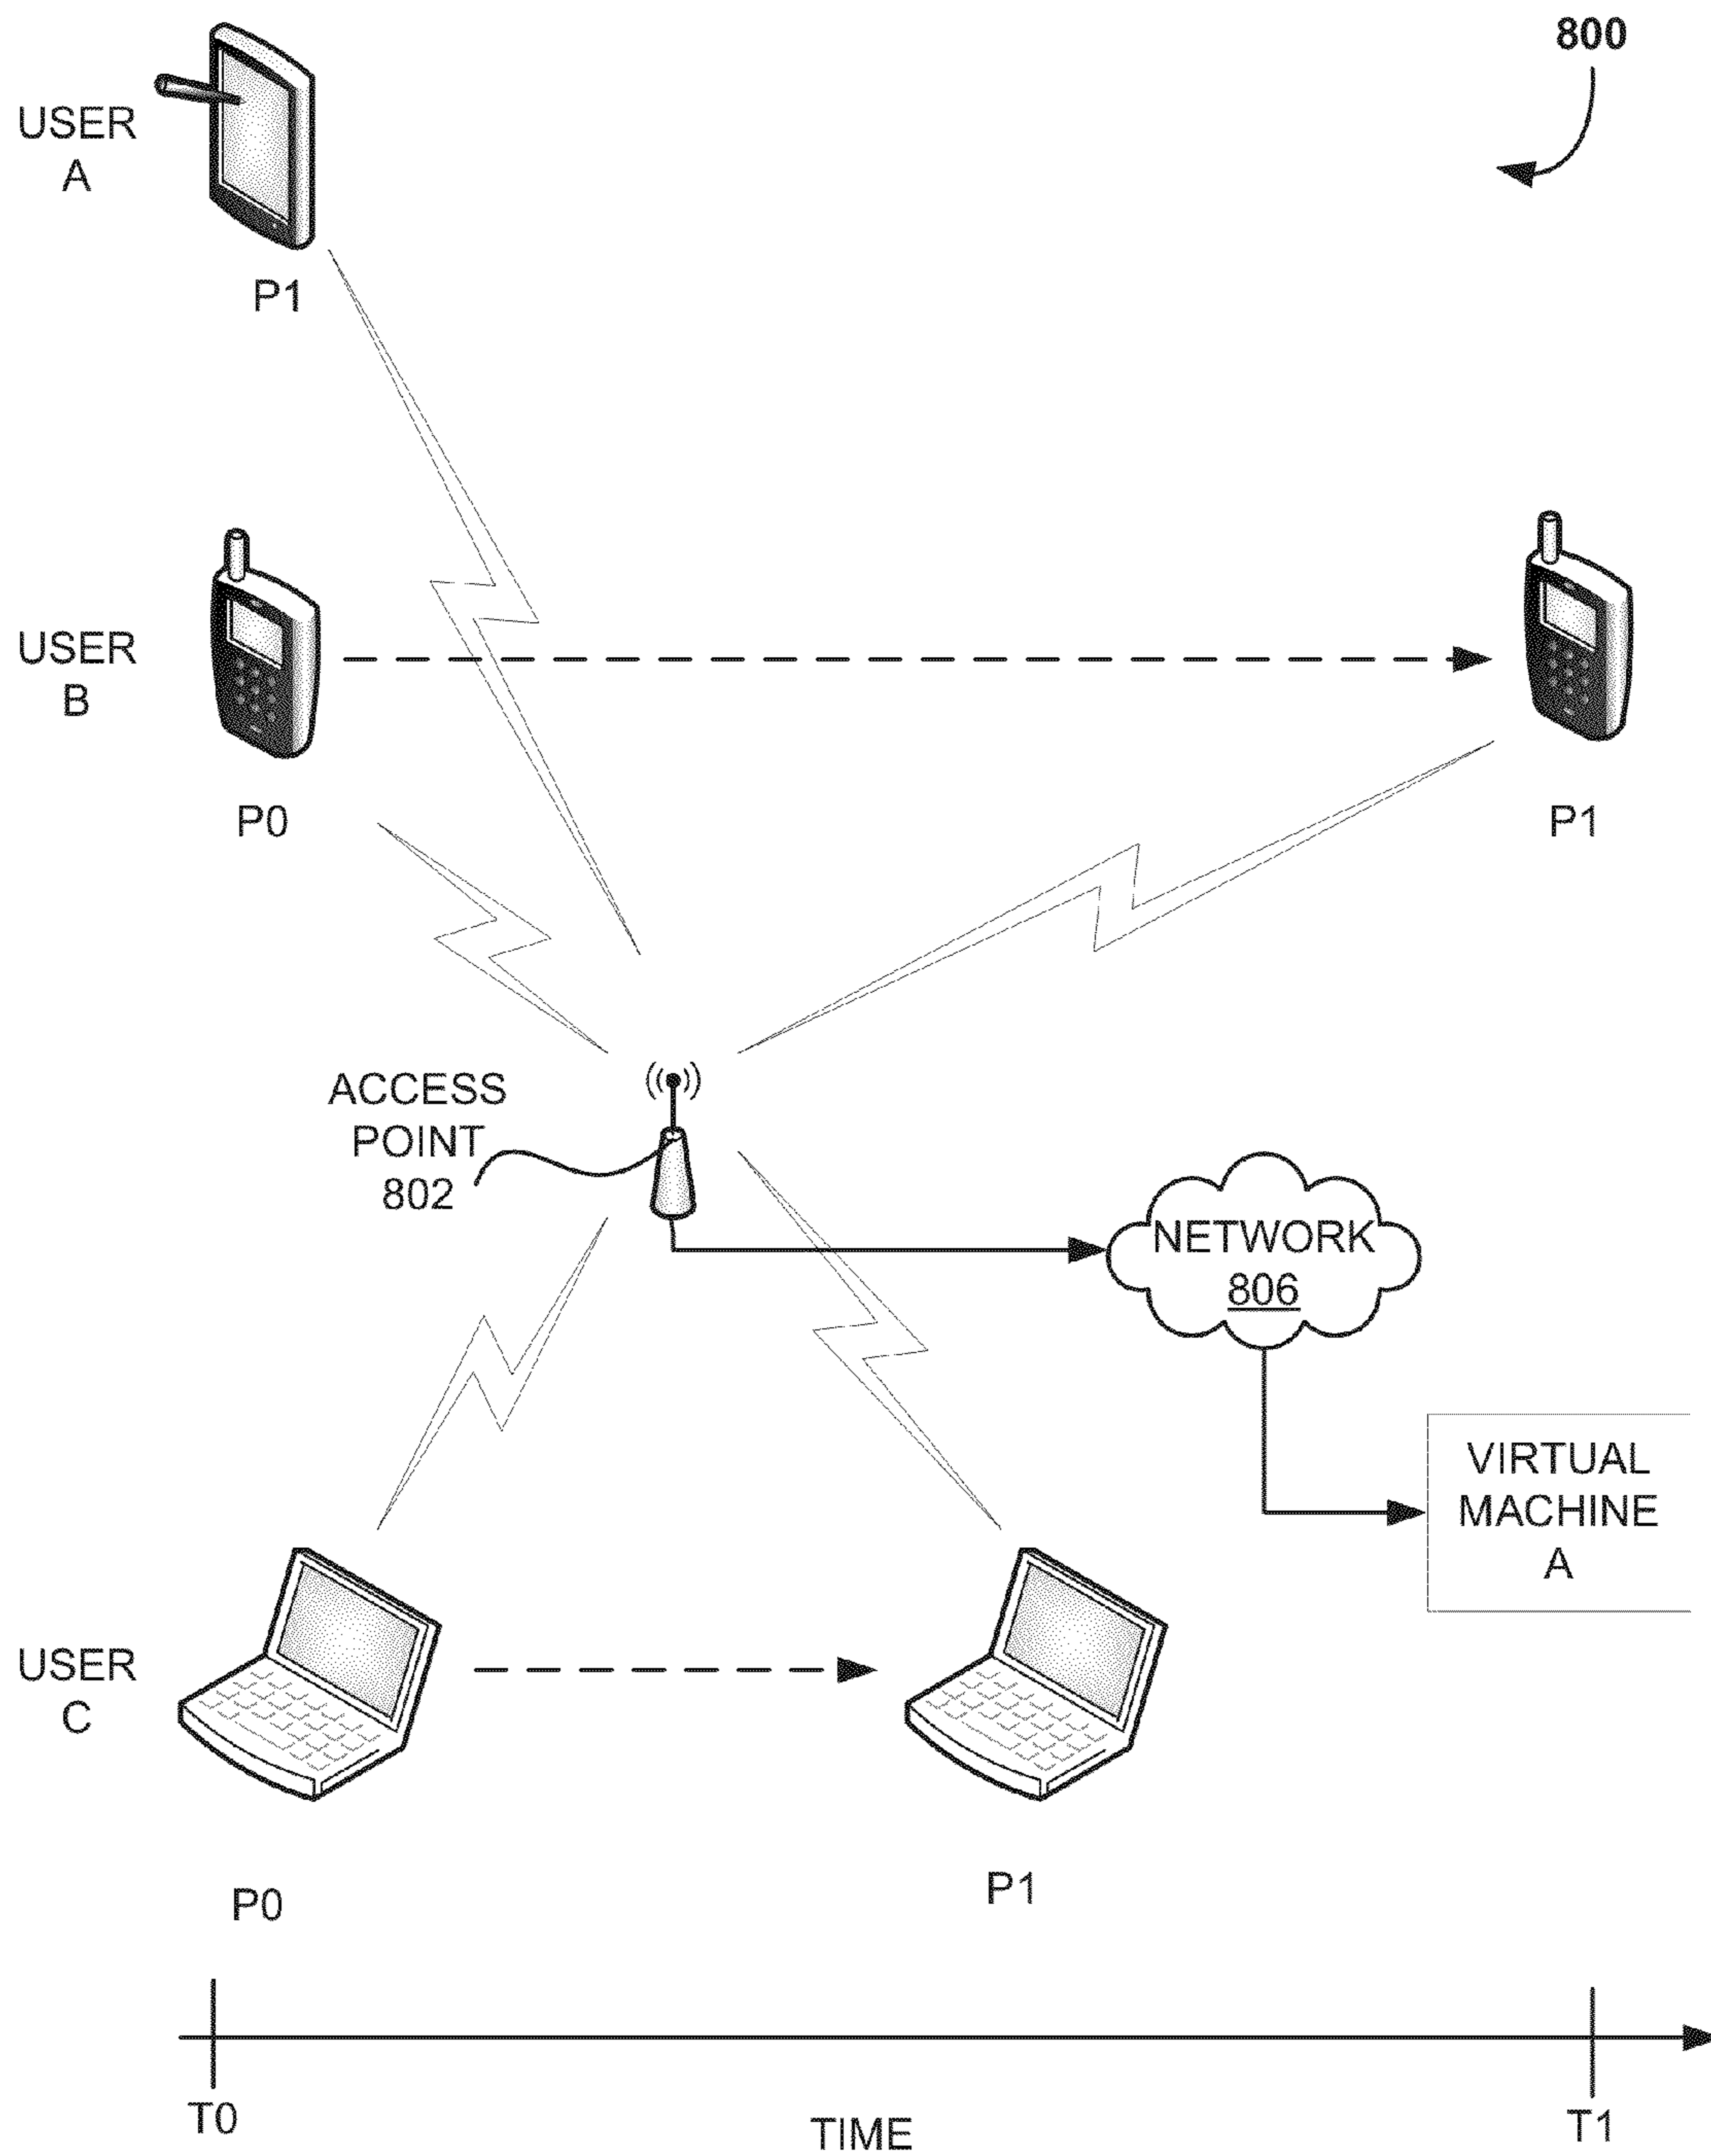 800
USER
A
P1
USER
B
P0
P1
ACCESS
POINT
802
NETWORK
806
VIRTUAL
MACHINE
A
USER
C
P0
P1
T0
TIME
T1